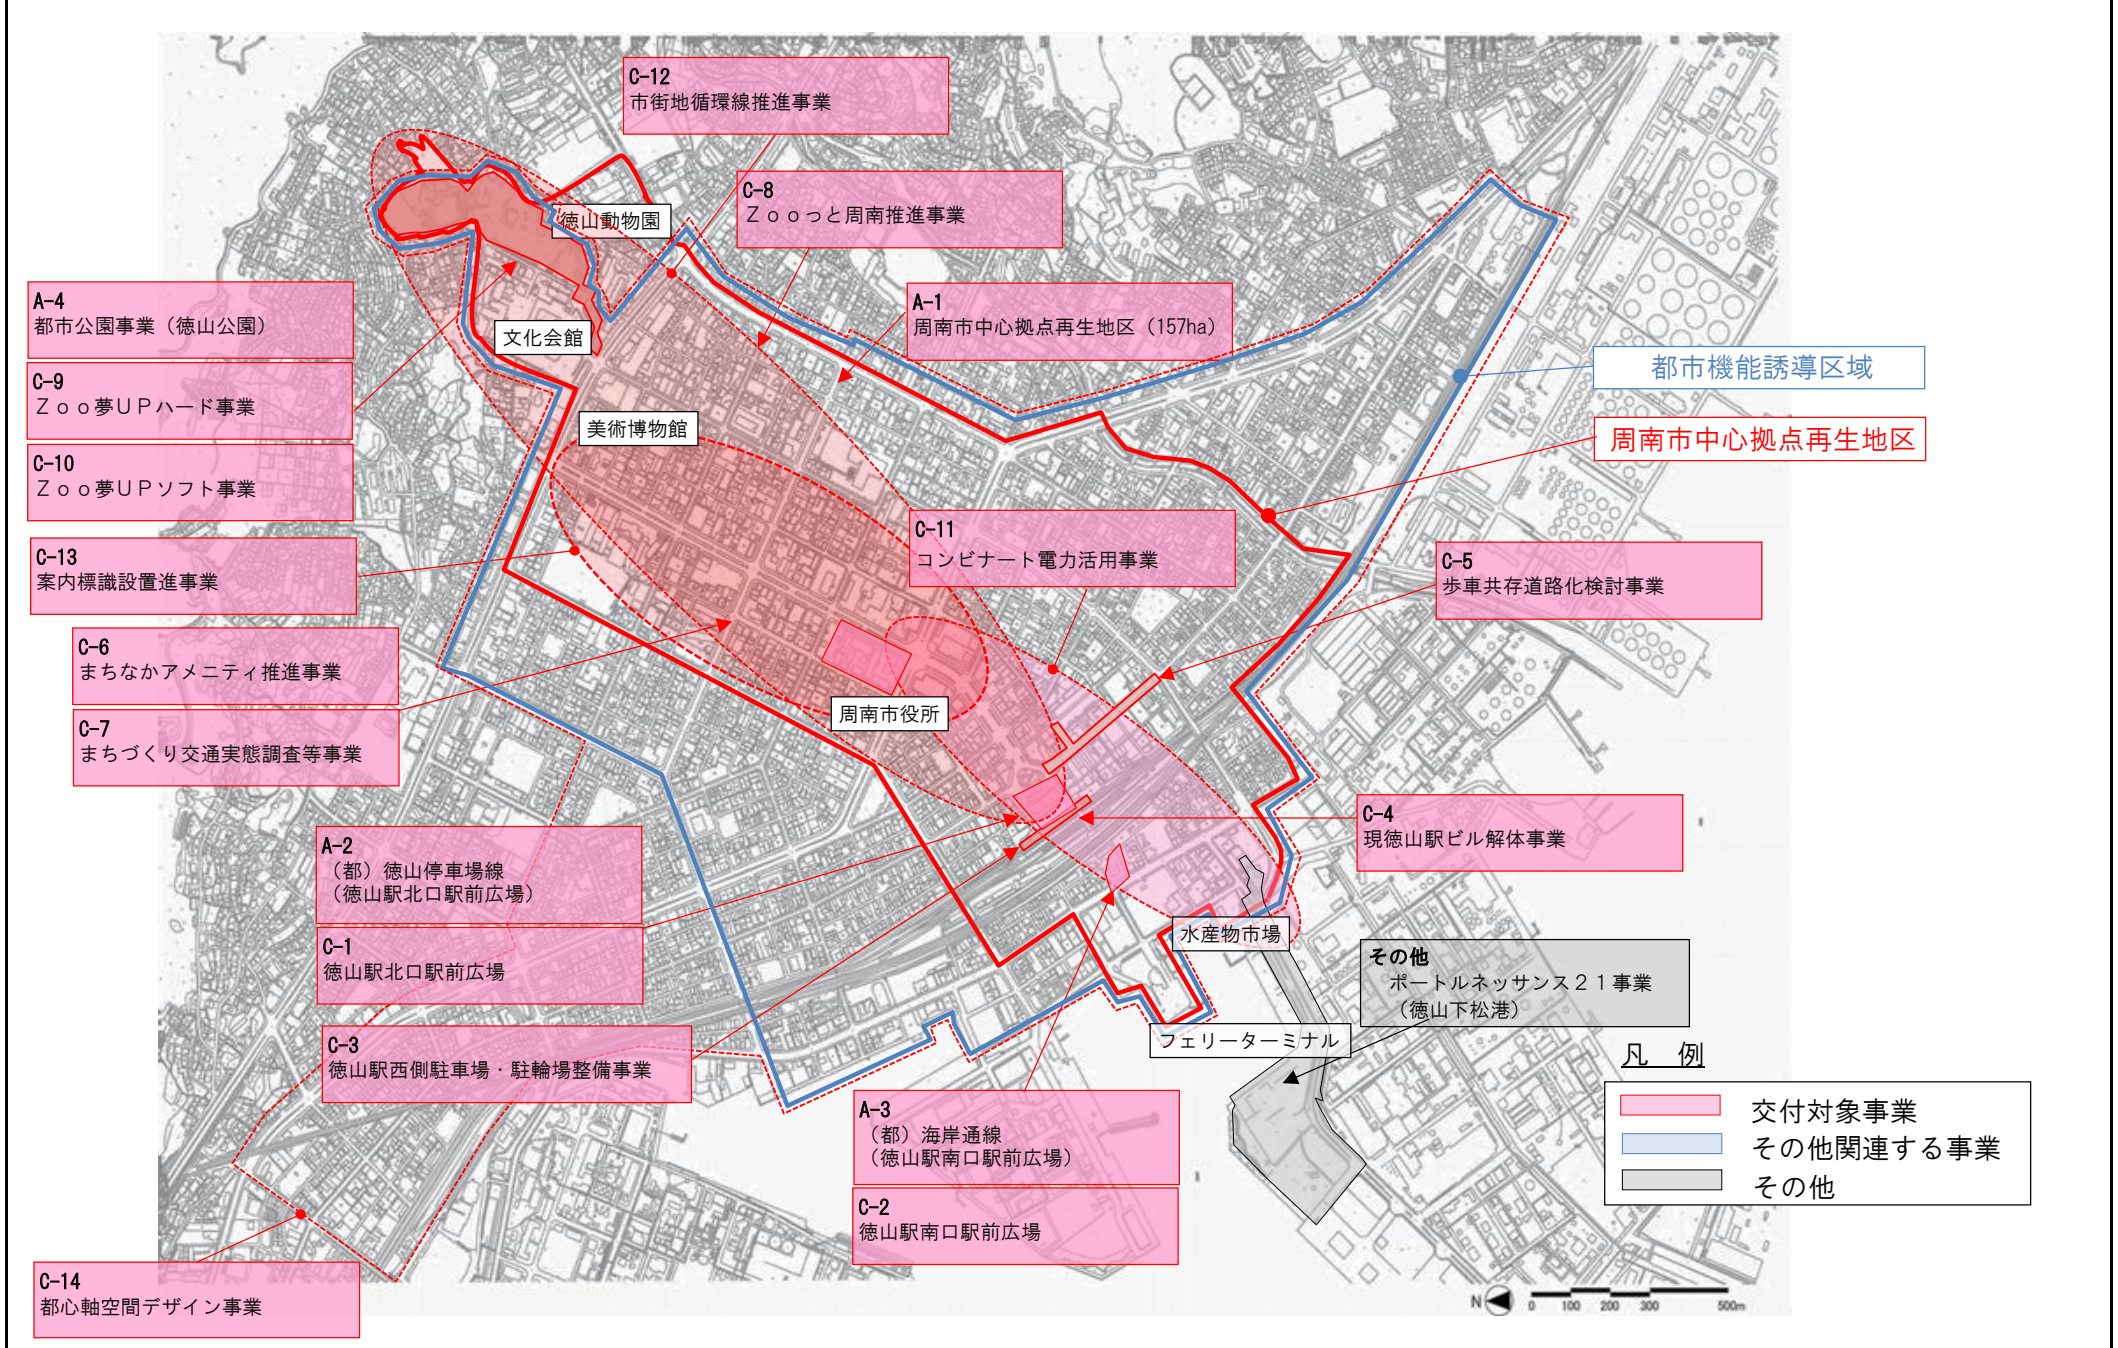 C-12
市街地循環線推進事業
C-8
Ｚｏｏっと周南推進事業
徳山動物園
A-4
都市公園事業（徳山公園）
A-1
周南市中心拠点再生地区（157ha）
文化会館
都市機能誘導区域
C-9
Ｚｏｏ夢ＵＰハード事業
美術博物館
周南市中心拠点再生地区
C-10
Ｚｏｏ夢ＵＰソフト事業
C-11
コンビナート電力活用事業
C-13
案内標識設置進事業
C-5
歩車共存道路化検討事業
C-6
まちなかアメニティ推進事業
周南市役所
C-7
まちづくり交通実態調査等事業
C-4
現徳山駅ビル解体事業
A-2
（都）徳山停車場線
（徳山駅北口駅前広場）
水産物市場
C-1
徳山駅北口駅前広場
その他
ポートルネッサンス２１事業
（徳山下松港）
フェリーターミナル
C-3
徳山駅西側駐車場・駐輪場整備事業
凡　例
交付対象事業
その他関連する事業
その他
A-3
（都）海岸通線
（徳山駅南口駅前広場）
C-2
徳山駅南口駅前広場
C-14
都心軸空間デザイン事業
N
0 100 200 300 500m